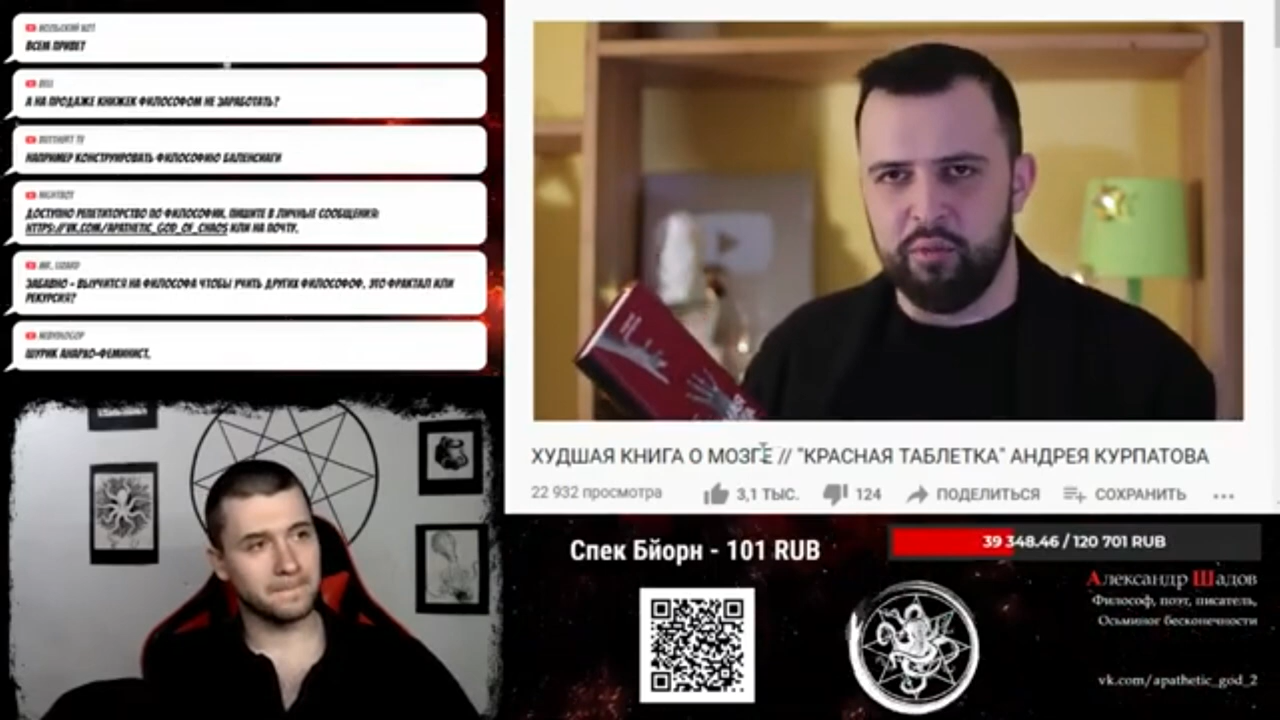 ВСЕМ ПРИВЕТ
А НА ПРОДАЖЕ КНИЖЕК ФИЛОСОФОМ НЕ ЗАРАБОТАТЬ?
НАПРИМЕР КОНСТРУИРОВАТЬ ФИЛОСОФИЮ БАЛЕНСИАГИ
NIGHTBOT
ДОСТУПНО РЕПЕТИТОРСТВО ПО ФИЛОСОФИИ, ПИШИТЕ В ЛИЧНЫЕ СООБЩЕНИЯ:
HTTPS://VK.COM/APATHETIC_GOD_OF_CHAOS ИЛИ НА ПОЧТУ.
MR. LIZARD
ЗАБАВНО - ВЫУЧИТСЯ НА ФИЛОСОФА ЧТОБЫ УЧИТЬ ДРУГИХ ФИЛОСОФОФ, ЭТО ФРАКТАЛ ИЛИ
РЕКУРСИЯ?
ШУРИК АНАРХО-ФЕМИНИСТ.
ХУДШАЯ КНИГА О МОЗГЕ // "КРАСНАЯ ТАБЛЕТКА" АНДРЕЯ КУРПАТОВА
22 932 просмотра
3,1 ТЫС.
124
ПОДЕЛИТЬСЯ
СОХРАНИТЬ
Спек Бйорн - 101 RUB
39 348.46 / 120 701 RUB
Александр Шадов
Философ, поэт, писатель,
Осьминог бесконечности
vk.com/apathetic_god_2